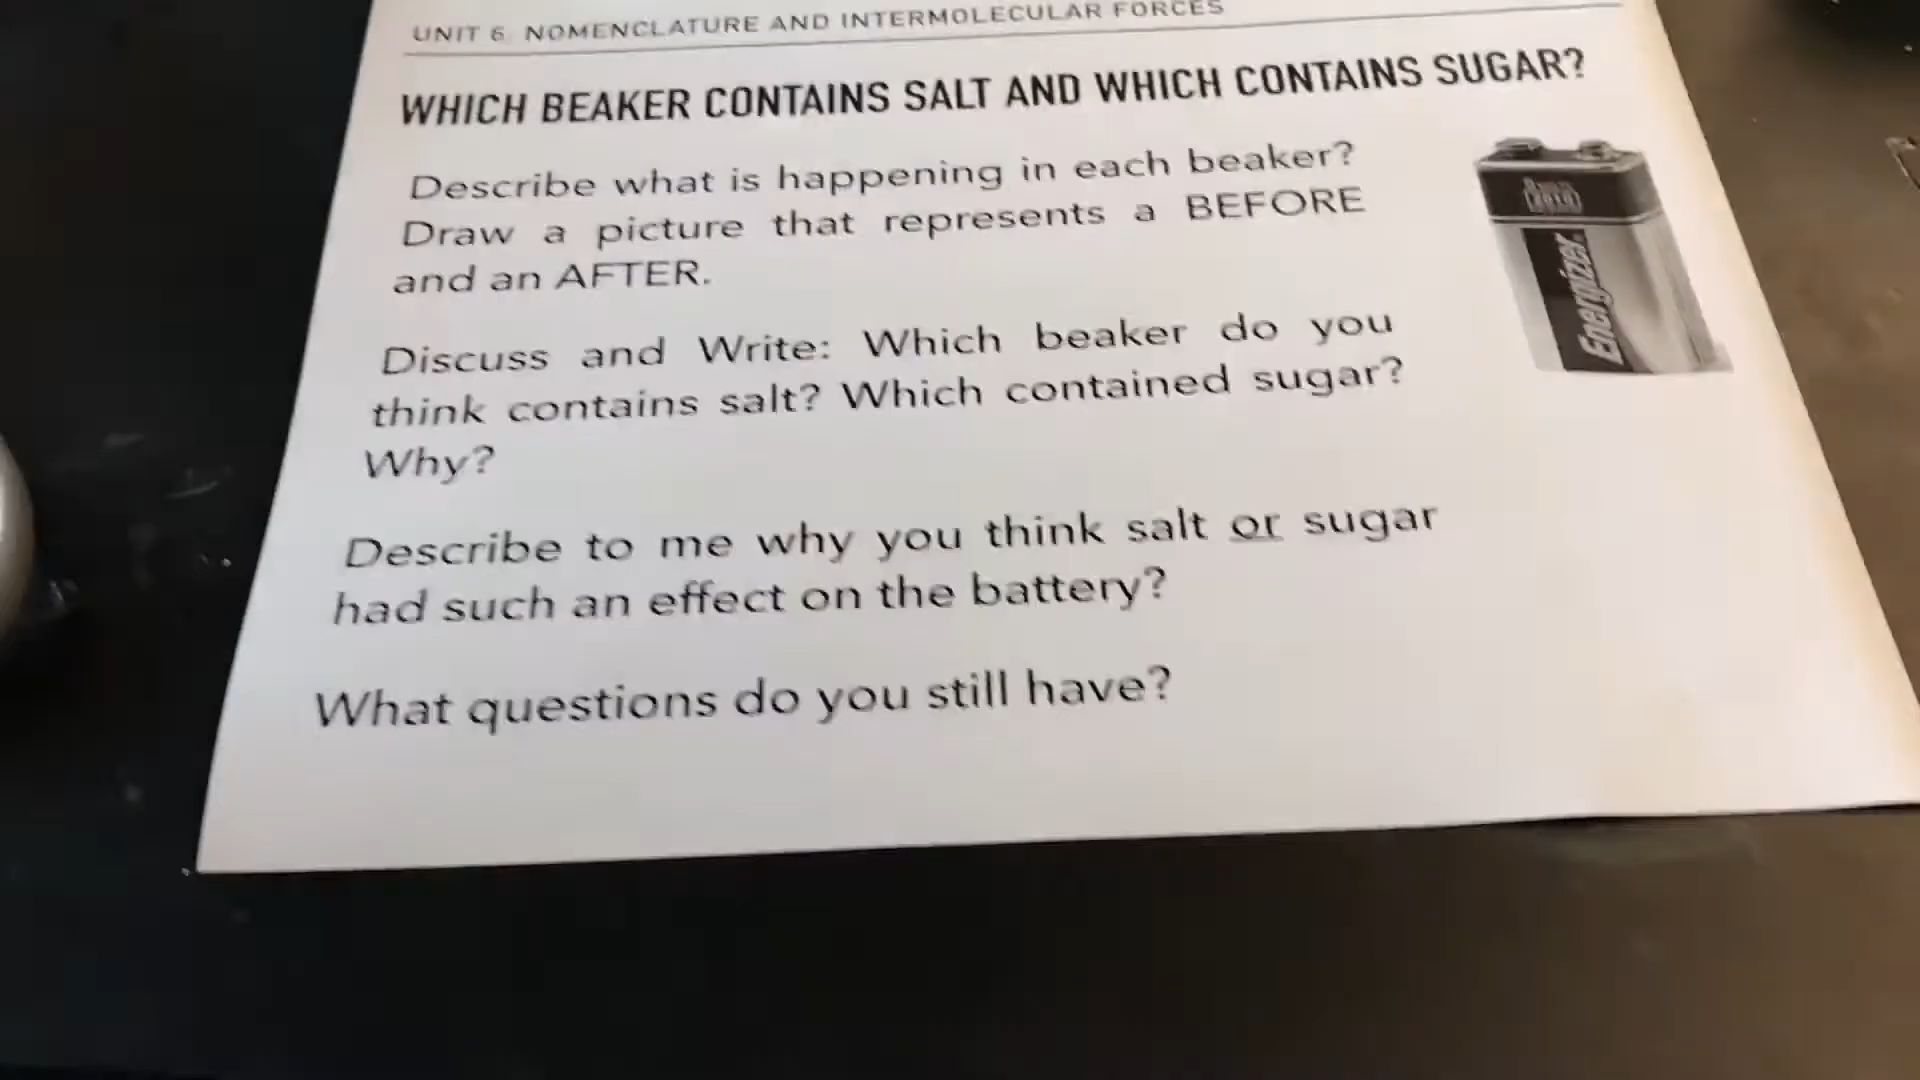 UNIT 6: NOMENCLATURE AND INTERMOLECULAR FORCES
WHICH BEAKER CONTAINS SALT AND WHICH CONTAINS SUGAR?
Describe what is happening in each beaker?
Draw a picture that represents a BEFORE
and an AFTER.
Discuss and Write: Which beaker do you
think contains salt? Which contained sugar?
Why?
Describe to me why you think salt or sugar
had such an effect on the battery?
What questions do you still have?
Energizer